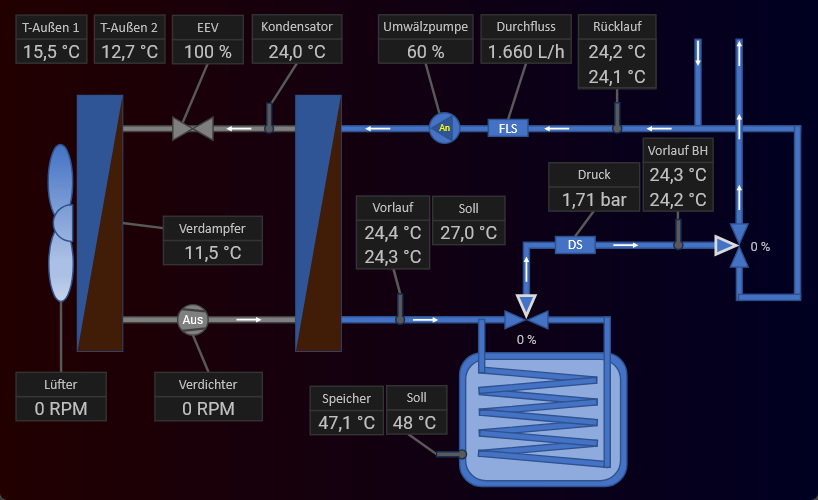 T-Außen 1
15,5 °C
T-Außen 2
12,7 °C
EEV
100 %
Kondensator
24,0 °C
Umwälzpumpe
60 %
Durchfluss
1.660 L/h
Rücklauf
24,2 °C
24,1 °C
An
FLS
Vorlauf BH
24,3 °C
24,2 °C
Druck
1,71 bar
Vorlauf
24,4 °C
24,3 °C
Soll
27,0 °C
Verdampfer
11,5 °C
DS
0 %
Aus
0 %
Lüfter
0 RPM
Verdichter
0 RPM
Speicher
47,1 °C
Soll
48 °C